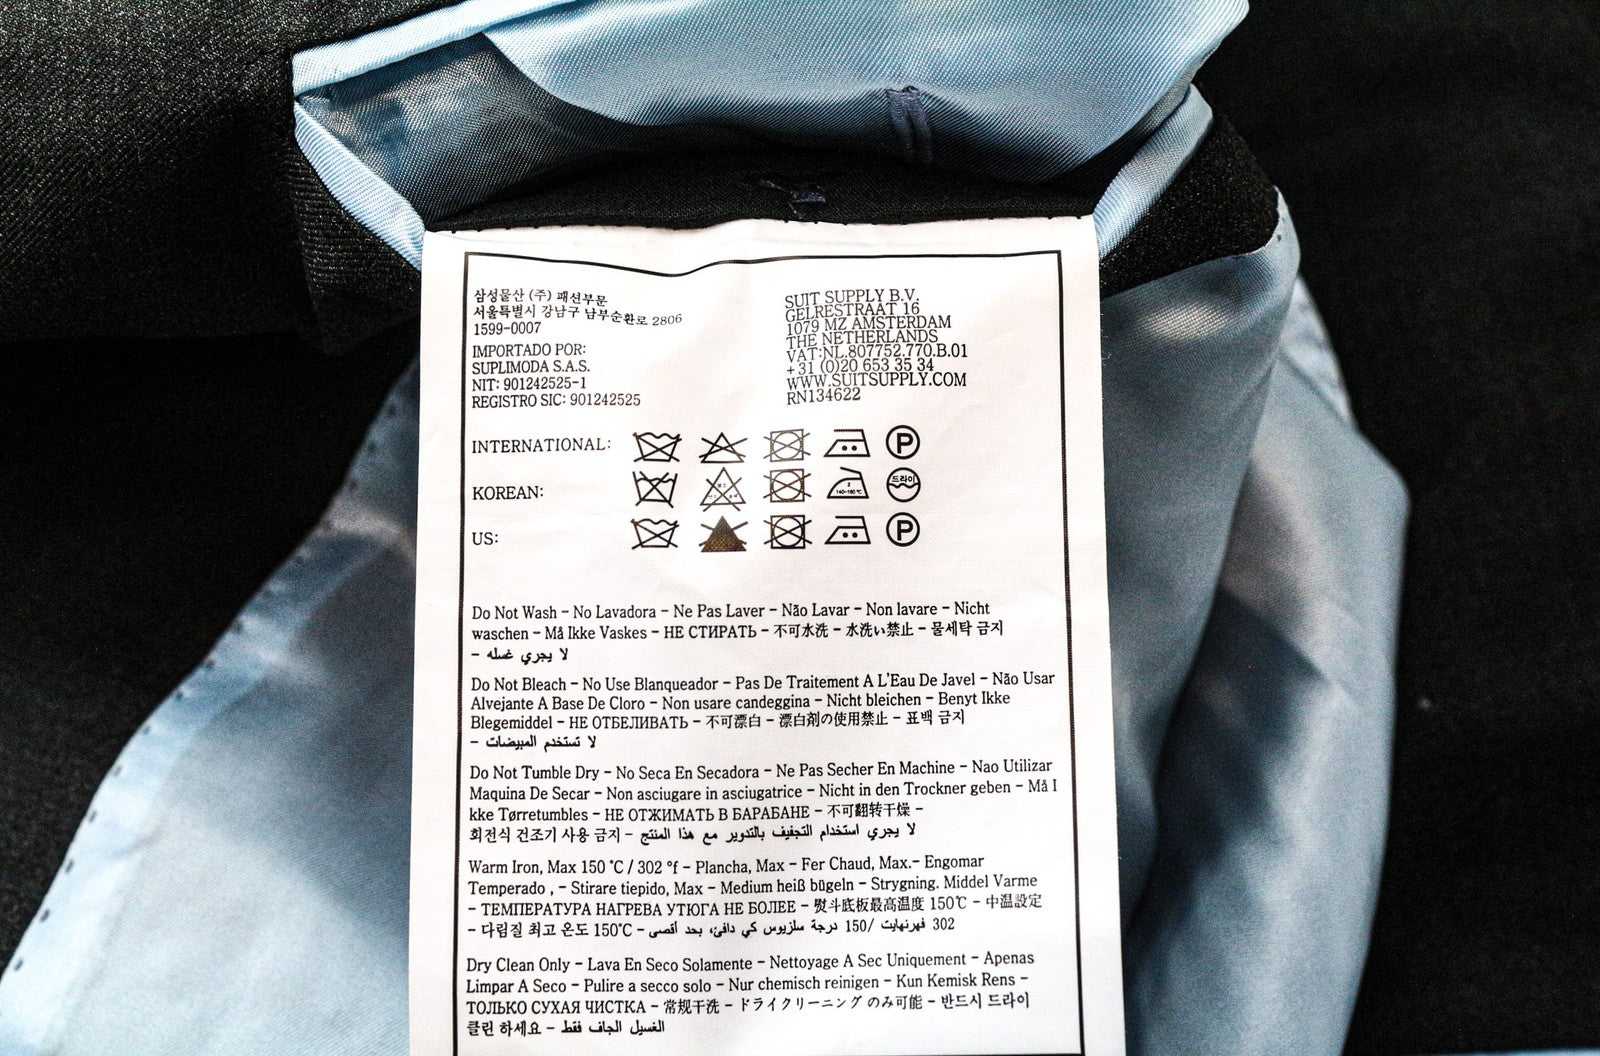 삼성물산 (주) 패션부문
서울특별시 강남구 남부순환로 2806
1599-0007
IMPORTADO POR:
SUPLIMODA S.A.S.
NIT: 901242525-1
REGISTRO SIC: 901242525
SUIT SUPPLY B.V.
GELRESTRAAT 16
1079 MZ AMSTERDAM
THE NETHERLANDS
VAT:NL.807752.770.B.01
+31 (0)20 653 35 34
WWW.SUITSUPPLY.COM
RN134622
INTERNATIONAL: P
KOREAN: 드라이
US: P
Do Not Wash – No Lavadora – Ne Pas Laver – Não Lavar – Non lavare – Nicht
waschen – Må Ikke Vaskes – НЕ СТИРАТЬ – 不可水洗 – 水洗い禁止 – 물세탁 금지
– لا يجري غسله
Do Not Bleach – No Use Blanqueador – Pas De Traitement A L'Eau De Javel – Não Usar
Alvejante A Base De Cloro – Non usare candeggina – Nicht bleichen – Benyt Ikke
Blegemiddel – НЕ ОТБЕЛИВАТЬ – 不可漂白 – 漂白剤の使用禁止 – 표백 금지
– لا تستخدم المبيضات
Do Not Tumble Dry – No Seca En Secadora – Ne Pas Secher En Machine – Nao Utilizar
Maquina De Secar – Non asciugare in asciugatrice – Nicht in den Trockner geben – Må I
kke Tørretumbles – НЕ ОТЖИМАТЬ В БАРАБАНЕ – 不可翻转干燥 –
회전식 건조기 사용 금지 – لا يجري استخدام التجفيف بالتدوير مع هذا المنتج
Warm Iron, Max 150 °C / 302 °f – Plancha, Max – Fer Chaud, Max.– Engomar
Temperado , – Stirare tiepido, Max – Medium heiß bügeln – Strygning. Middel Varme
– ТЕМПЕРАТУРА НАГРЕВА УТЮГА НЕ БОЛЕЕ – 熨斗底板最高温度 150℃ – 中温設定
– 다림질 최고 온도 150℃ – 302 فهرنهايت /150 درجة سلزيوس كي دافئ، بحد أقصى
Dry Clean Only – Lava En Seco Solamente – Nettoyage A Sec Uniquement – Apenas
Limpar A Seco – Pulire a secco solo – Nur chemisch reinigen – Kun Kemisk Rens –
ТОЛЬКО СУХАЯ ЧИСТКА – 常规干洗 – ドライクリーニング のみ可能 – 반드시 드라이
클린 하세요 – الغسيل الجاف فقط